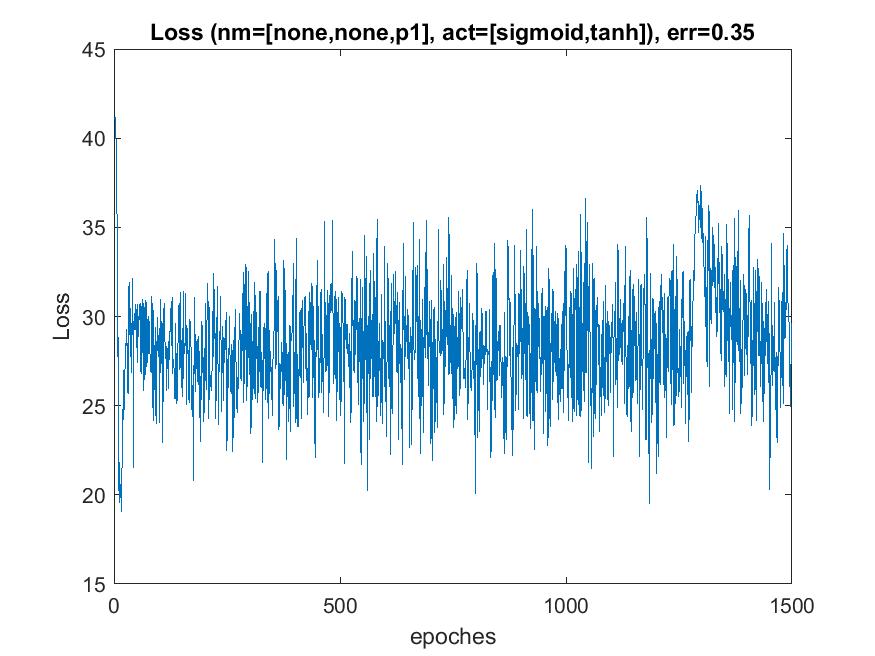 Loss (nm=[none,none,p1], act=[sigmoid,tanh]), err=0.35
45
40
35
30
25
20
15
Loss
0 500 1000 1500
epoches